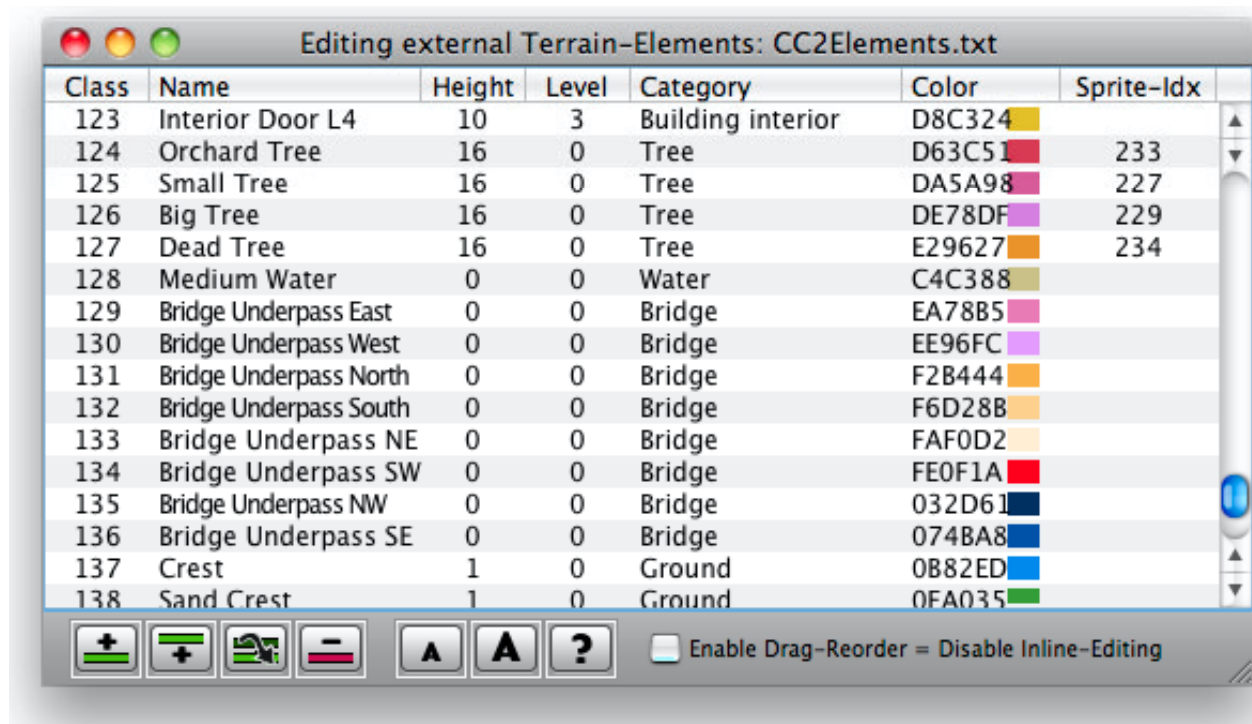 Editing external Terrain-Elements: CC2Elements.txt
Class Name Height Level Category Color Sprite-Idx
123 Interior Door L4 10 3 Building interior D8C324
124 Orchard Tree 16 0 Tree D63C51 233
125 Small Tree 16 0 Tree DA5A98 227
126 Big Tree 16 0 Tree DE78DF 229
127 Dead Tree 16 0 Tree E29627 234
128 Medium Water 0 0 Water C4C388
129 Bridge Underpass East 0 0 Bridge EA78B5
130 Bridge Underpass West 0 0 Bridge EE96FC
131 Bridge Underpass North 0 0 Bridge F2B444
132 Bridge Underpass South 0 0 Bridge F6D28B
133 Bridge Underpass NE 0 0 Bridge FAF0D2
134 Bridge Underpass SW 0 0 Bridge FE0F1A
135 Bridge Underpass NW 0 0 Bridge 032D61
136 Bridge Underpass SE 0 0 Bridge 074BA8
137 Crest 1 0 Ground 0B82ED
138 Sand Crest 1 0 Ground 0EA035
A A ? Enable Drag-Reorder = Disable Inline-Editing